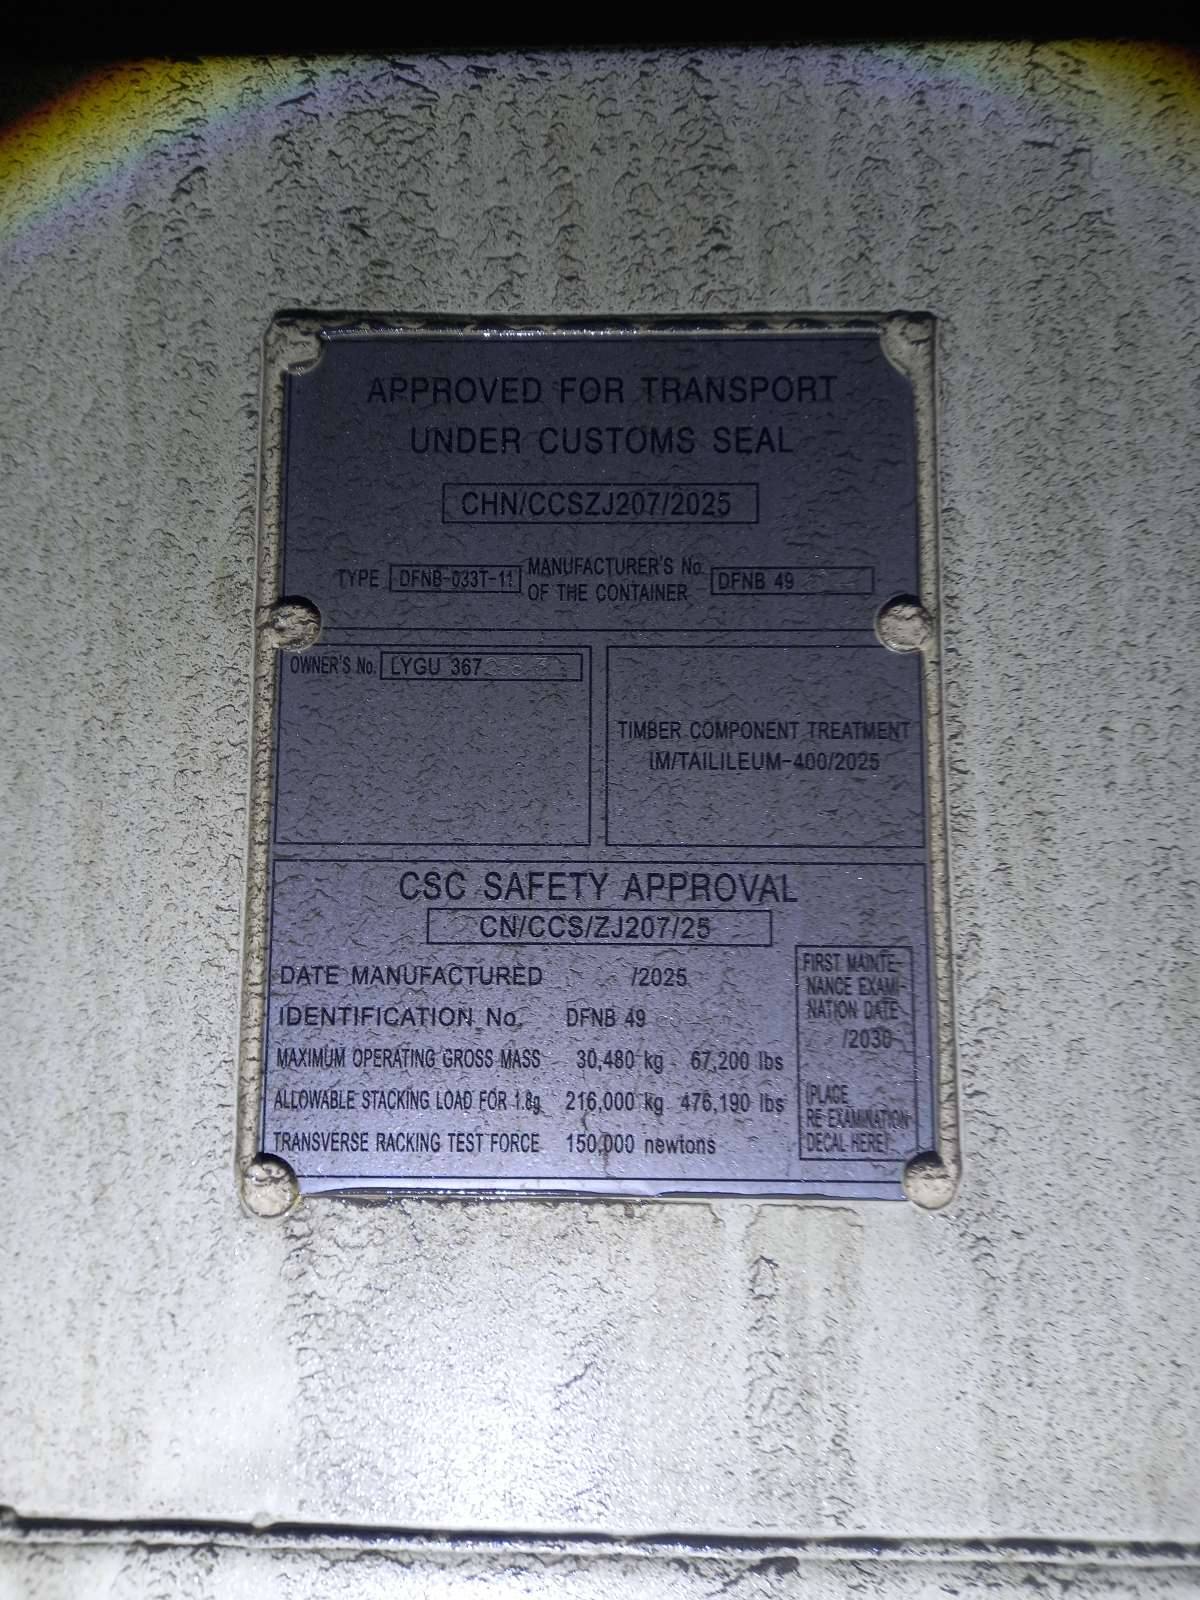 APPROVED FOR TRANSPORT
UNDER CUSTOMS SEAL
CHN/CCSZJ207/2025
TYPE DFNB-033T-11 MANUFACTURER'S No. OF THE CONTAINER DFNB 49
OWNER'S No. LYGU 367
TIMBER COMPONENT TREATMENT
IM/TAILILEUM-400/2025
CSC SAFETY APPROVAL
CN/CCS/ZJ207/25
DATE MANUFACTURED /2025
IDENTIFICATION No. DFNB 49
MAXIMUM OPERATING GROSS MASS 30,480 kg 67,200 lbs
ALLOWABLE STACKING LOAD FOR 1.8g 216,000 kg 476,190 lbs
TRANSVERSE RACKING TEST FORCE 150,000 newtons
FIRST MAINTE-
NANCE EXAMI-
NATION DATE
/2030
(PLACE
RE-EXAMINATION
DECAL HERE)